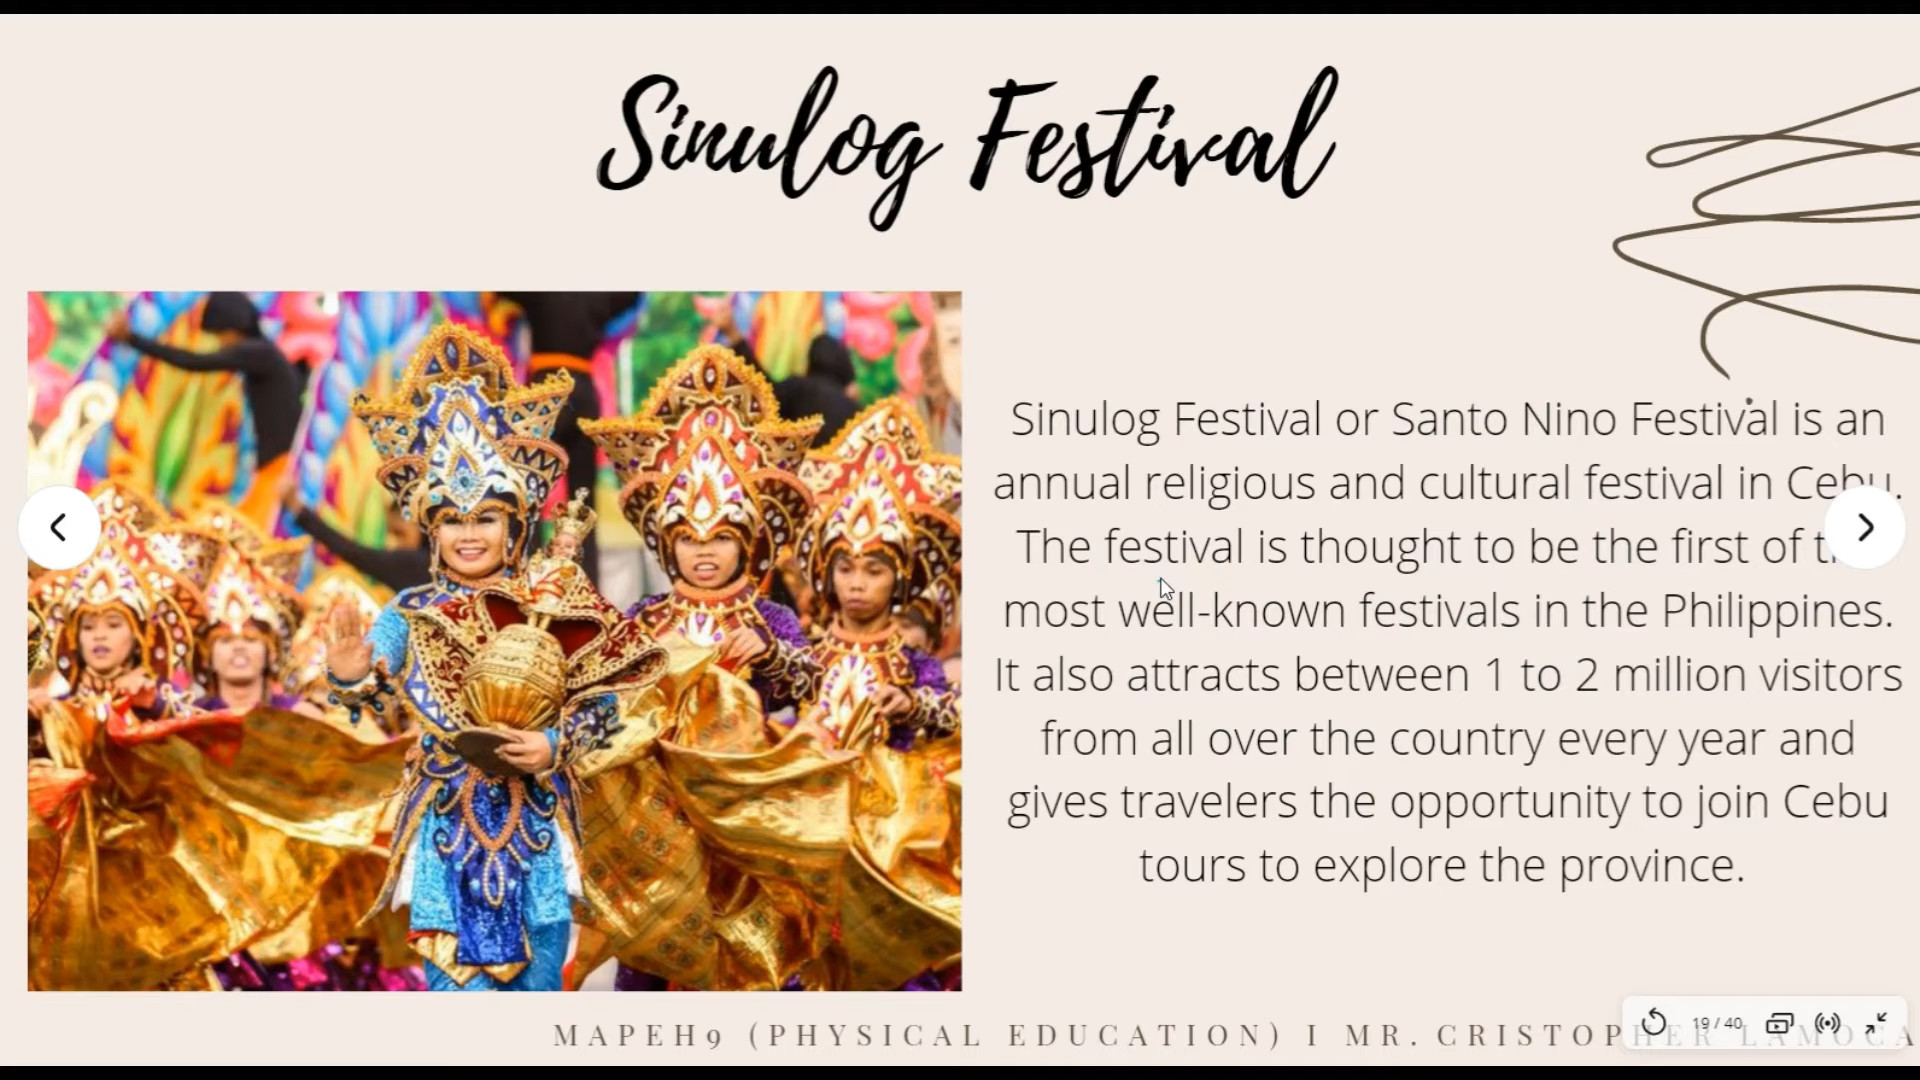 Sinulog Festival
Sinulog Festival or Santo Nino Festival is an
annual religious and cultural festival in Cebu.
The festival is thought to be the first of
most well-known festivals in the Philippines.
It also attracts between 1 to 2 million visitors
from all over the country every year and
gives travelers the opportunity to join Cebu
tours to explore the province.
MAPEH9 (PHYSICAL EDUCATION) I MR. CRISTOPHER LAMOCA
19 / 40